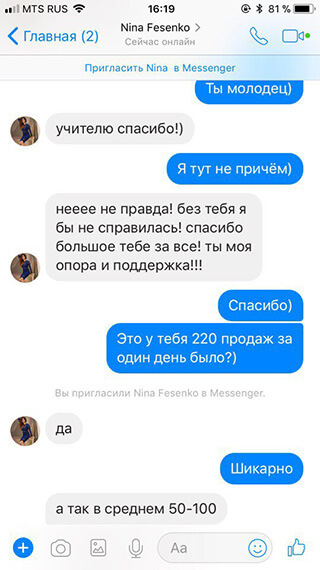 MTS RUS 16:19 81 %
Nina Fesenko >
Главная (2)
Сейчас онлайн
Пригласить Nina в Messenger
Ты молодец)
учителю спасибо!)
Я тут не причём)
нееее не правда! без тебя я
бы не справилась! спасибо
большое тебе за все! ты моя
опора и поддержка!!!
Спасибо)
Это у тебя 220 продаж за
один день было?)
Вы пригласили Nina Fesenko в Messenger.
да
Шикарно
а так в среднем 50-100
Aa